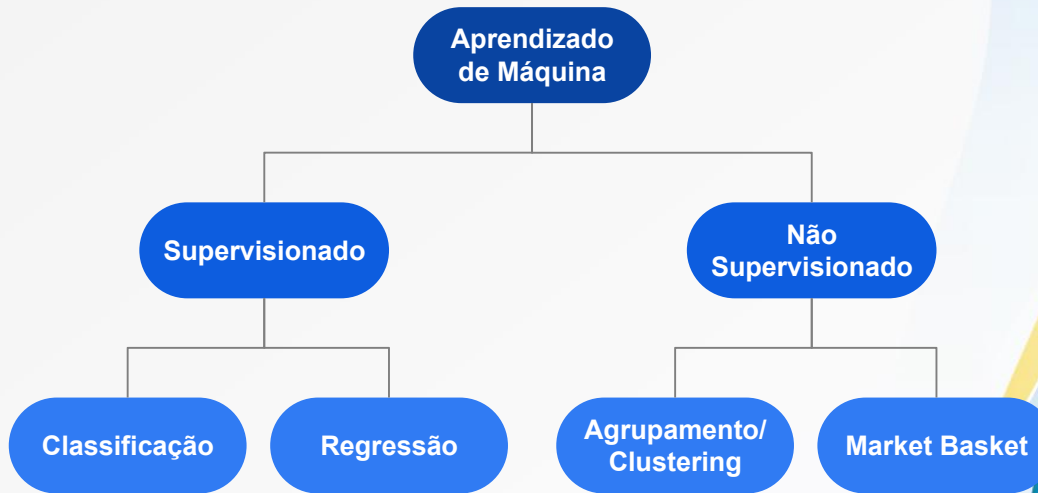 Aprendizado
de Máquina
Supervisionado
Não
Supervisionado
Classificação
Regressão
Agrupamento/
Clustering
Market Basket